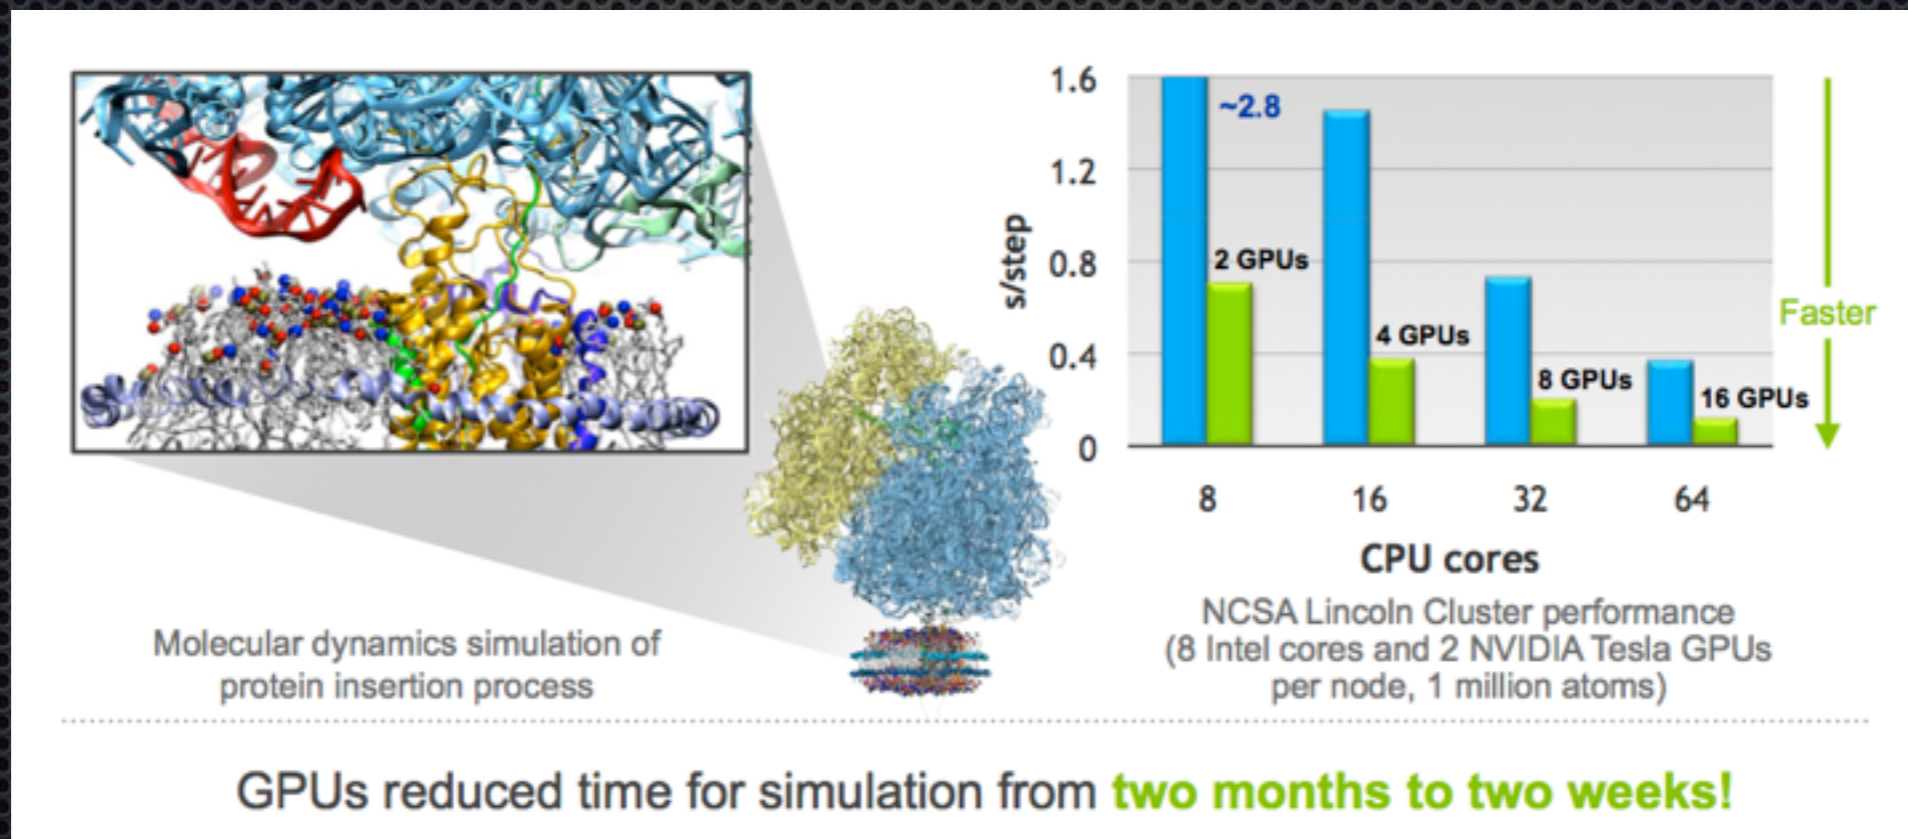 1.6
~2.8
1.2
s/step
0.8
2 GPUs
4 GPUs
Faster
0.4
8 GPUs
16 GPUs
0
8 16 32 64
CPU cores
NCSA Lincoln Cluster performance
(8 Intel cores and 2 NVIDIA Tesla GPUs
per node, 1 million atoms)
Molecular dynamics simulation of
protein insertion process
GPUs reduced time for simulation from two months to two weeks!